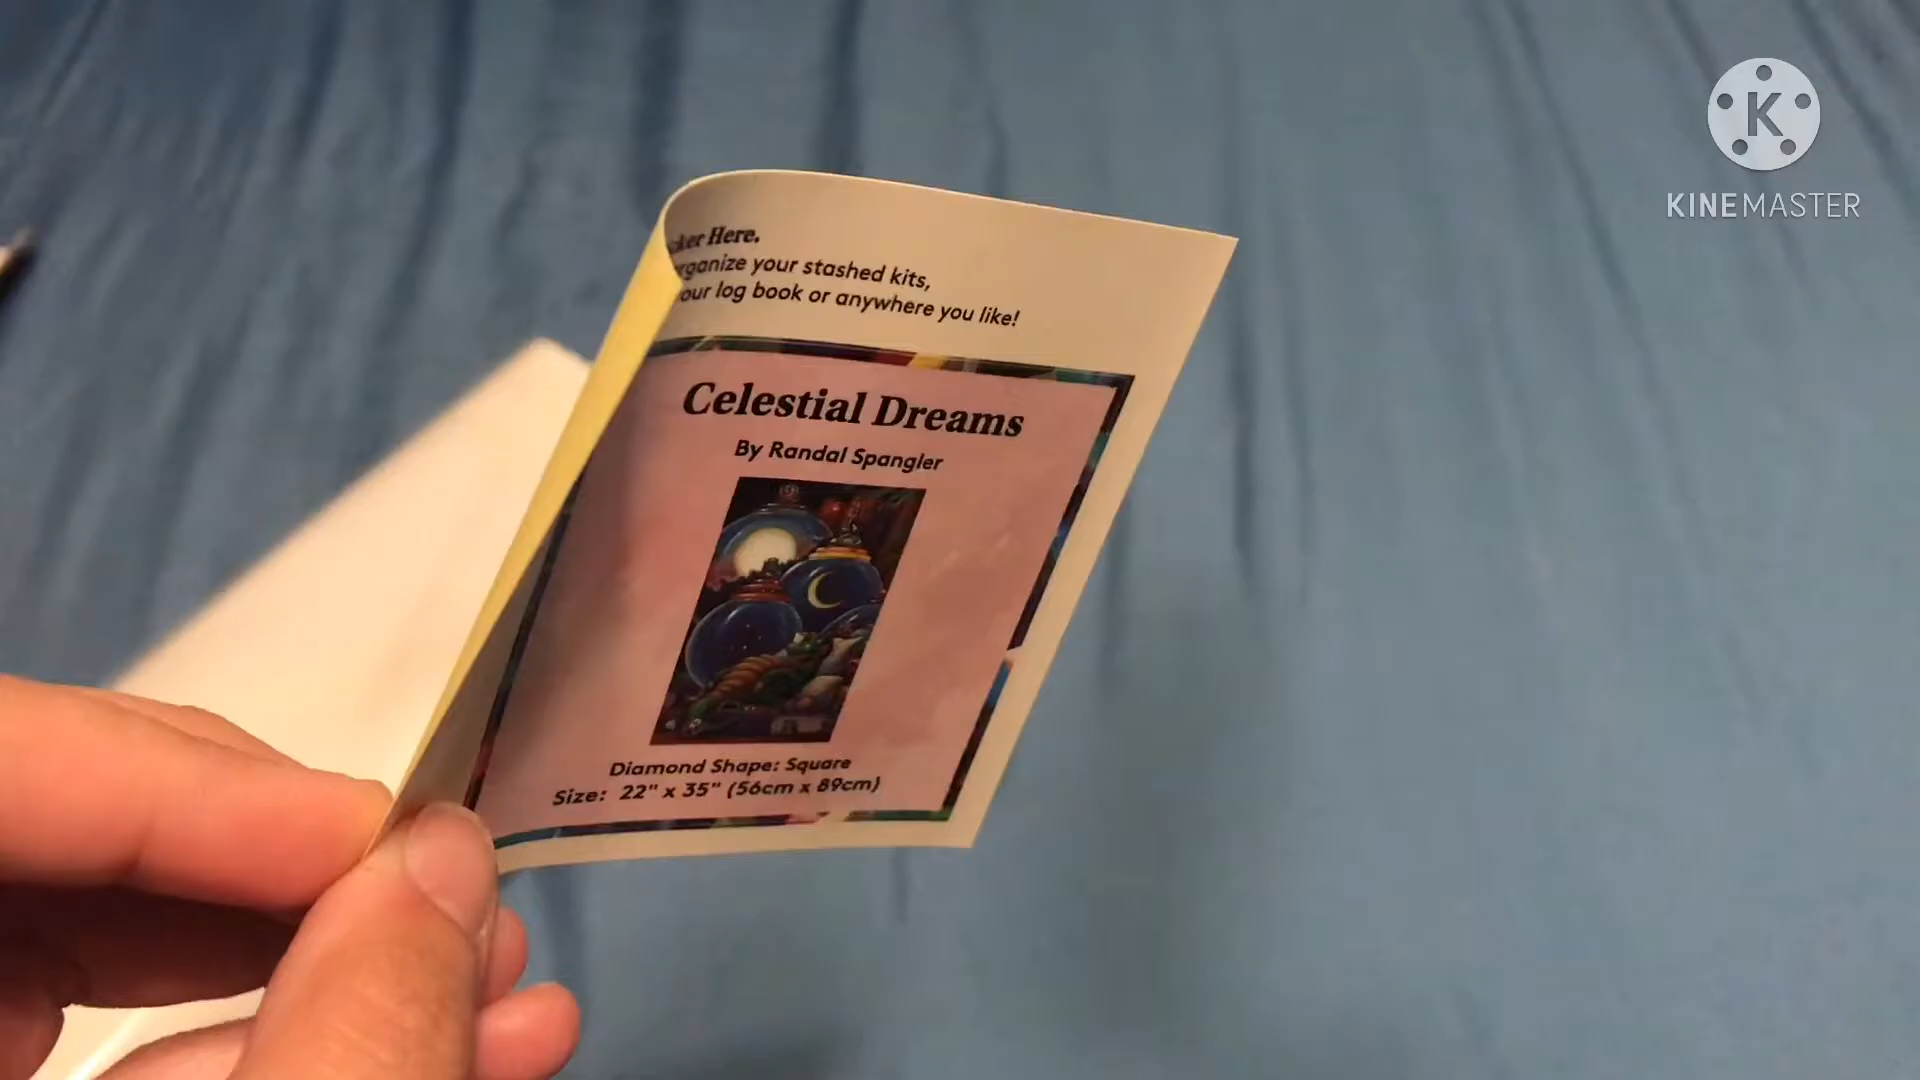 Here.
organize your stashed kits,
your log book or anywhere you like!
Celestial Dreams
By Randal Spangler
Diamond Shape: Square
Size: 22" x 35" (56cm x 89cm)
K
KINEMASTER